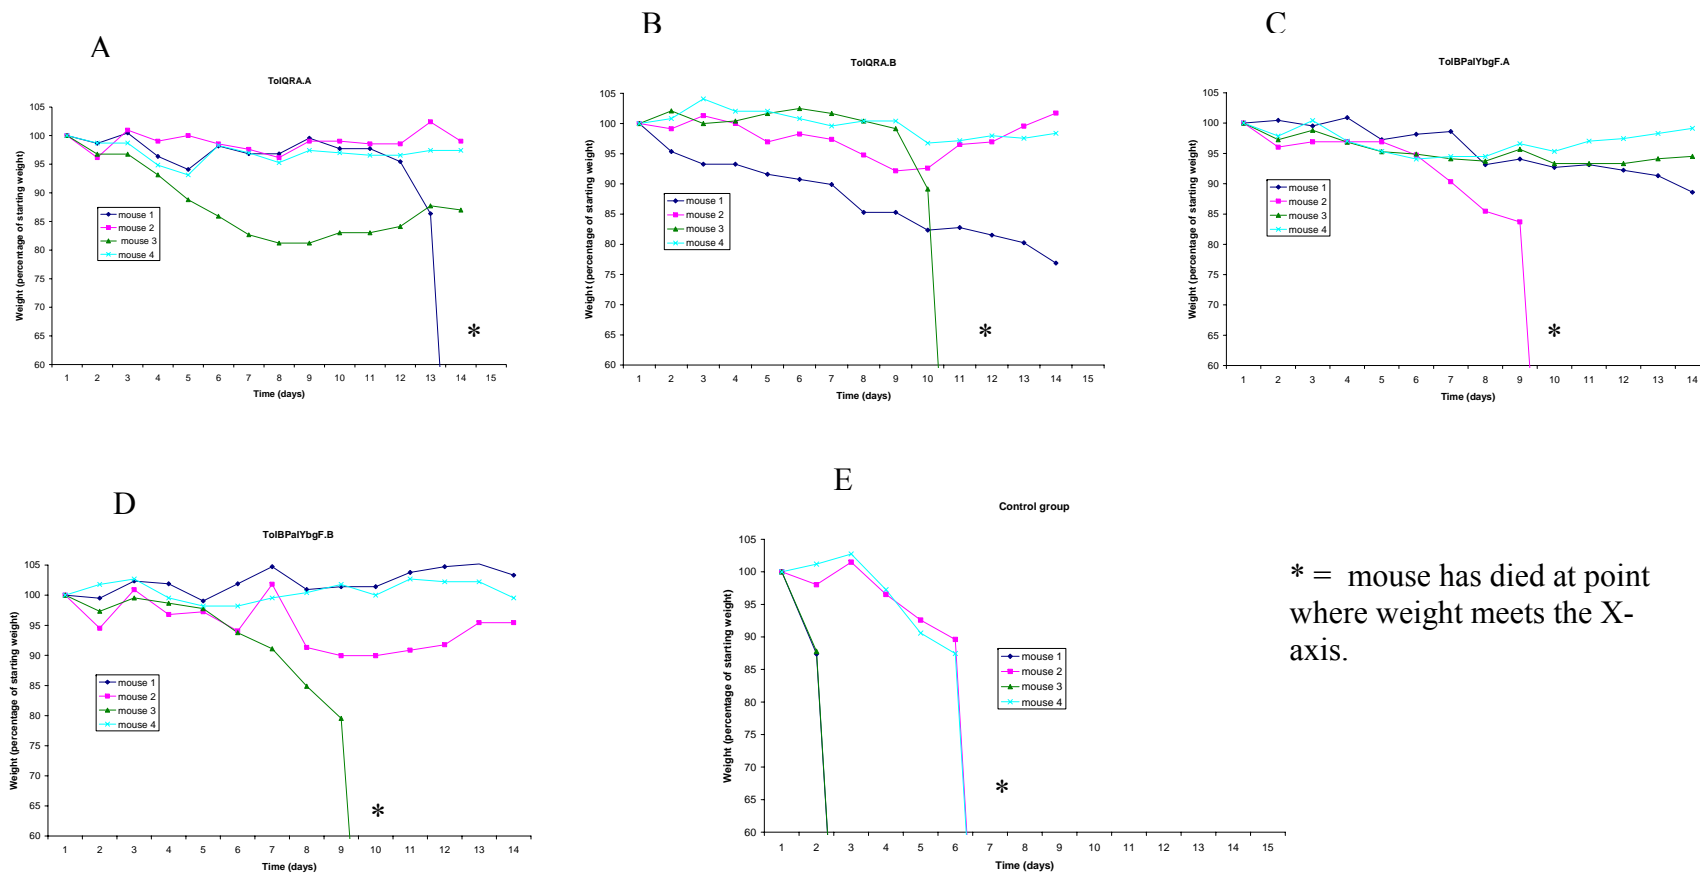 A
TolQRA.A
Weight (percentage of starting weight)
105
100
95
90
85
80
75
70
65
60
mouse 1
mouse 2
mouse 3
mouse 4
*
1 2 3 4 5 6 7 8 9 10 11 12 13 14 15
Time (days)
B
TolQRA.B
Weight (percentage of starting weight)
105
100
95
90
85
80
75
70
65
60
mouse 1
mouse 2
mouse 3
mouse 4
*
1 2 3 4 5 6 7 8 9 10 11 12 13 14 15
Time (days)
C
TolBPalYbgF.A
Weight (percentage of starting weight)
105
100
95
90
85
80
75
70
65
60
mouse 1
mouse 2
mouse 3
mouse 4
*
1 2 3 4 5 6 7 8 9 10 11 12 13 14
Time (days)
D
TolBPalYbgF.B
Weight (percentage of starting weight)
105
100
95
90
85
80
75
70
65
60
mouse 1
mouse 2
mouse 3
mouse 4
*
1 2 3 4 5 6 7 8 9 10 11 12 13 14
Time (days)
E
Control group
Weight (percentage of starting weight)
105
100
95
90
85
80
75
70
65
60
mouse 1
mouse 2
mouse 3
mouse 4
*
1 2 3 4 5 6 7 8 9 10 11 12 13 14 15
Time (days)
* = mouse has died at point
where weight meets the X-
axis.